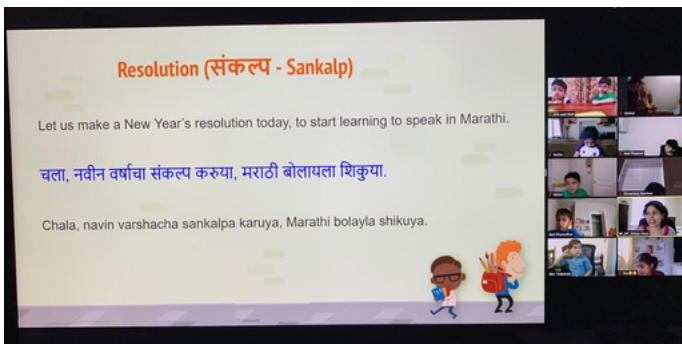 Resolution (संकल्प - Sankalp)
Let us make a New Year's resolution today, to start learning to speak in Marathi.
चला, नवीन वर्षाचा संकल्प करुया, मराठी बोलायला शिकुया.
Chala, navin varshacha sankalpa karuya, Marathi bolayla shikuya.